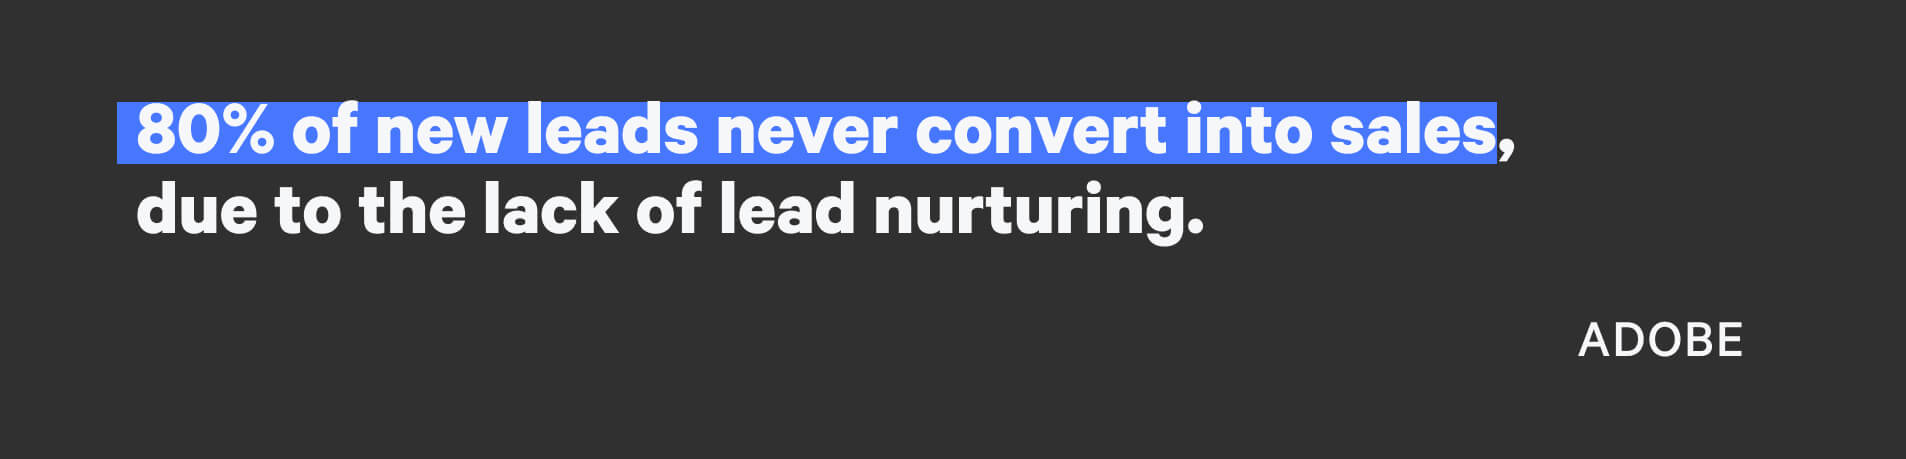 80% of new leads never convert into sales,
due to the lack of lead nurturing.
ADOBE